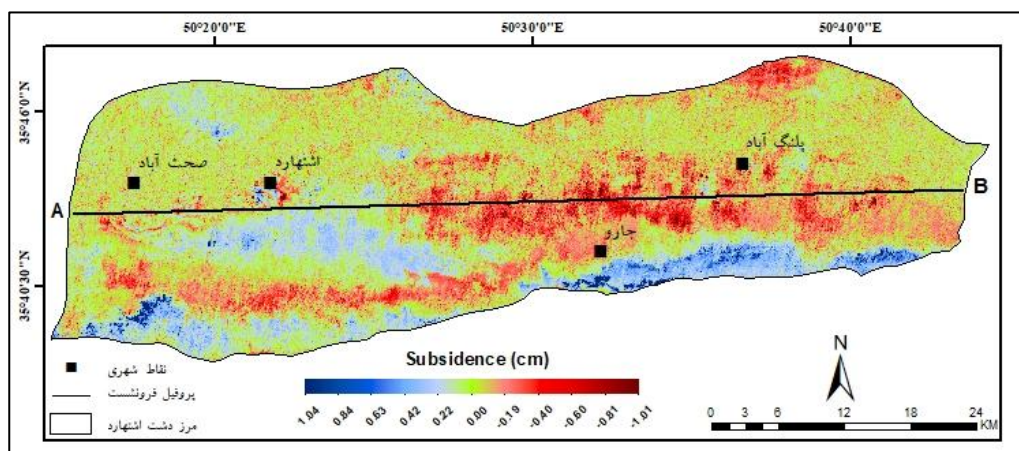 50°20'0"E
50°30'0"E
50°40'0"E
35°46'0"N
35°40'30"N
صحت آباد
اشتهارد
پلنگ آباد
جارو
A
B
Subsidence (cm)
1.04 0.84 0.63 0.42 0.22 0.00 -0.19 -0.40 -0.60 -0.81 -1.01
نقاط شهری
پروفیل فرونشست
مرز دشت اشتهارد
N
0 3 6 12 18 24
KM